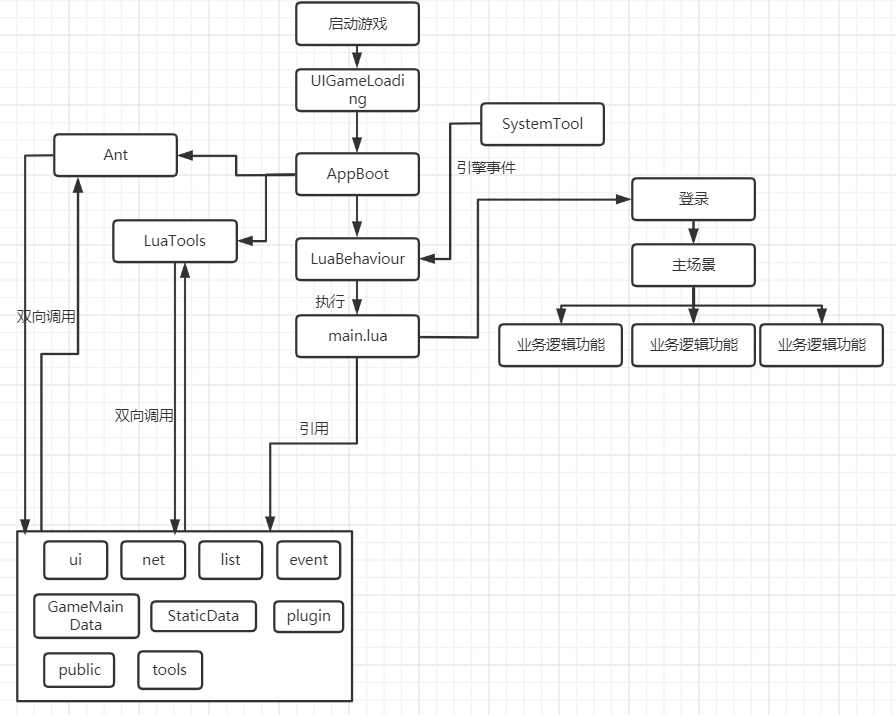 启动游戏
UIGameLoadi
ng
SystemTool
Ant
引擎事件
AppBoot
登录
LuaTools
LuaBehaviour
主场景
执行
双向调用
main.lua
业务逻辑功能
业务逻辑功能
业务逻辑功能
双向调用
引用
ui
net
list
event
GameMain
Data
StaticData
plugin
public
tools